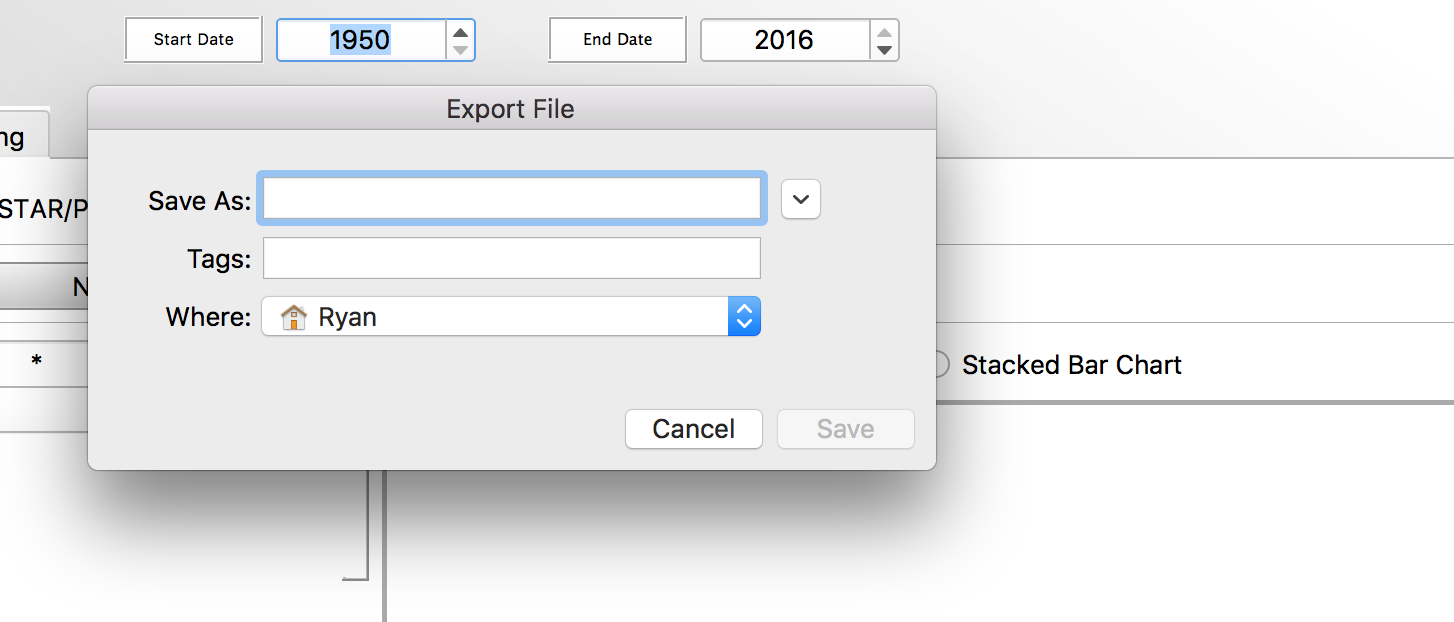 Start Date 1950 End Date 2016
Export File
ng
Save As:
STAR/P
Tags:
N
Where: Ryan
*
Stacked Bar Chart
Cancel Save